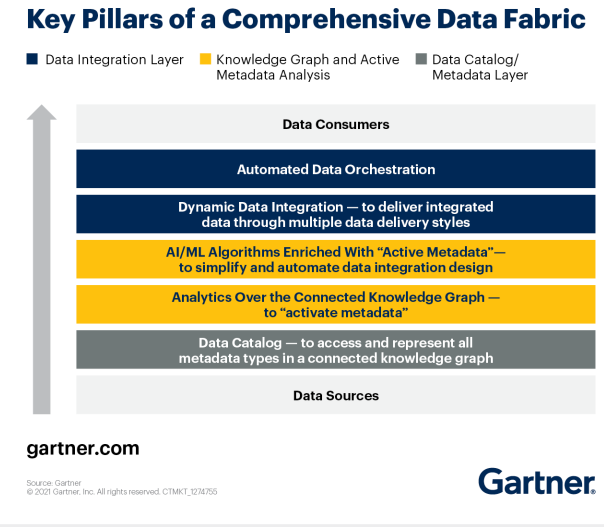 Key Pillars of a Comprehensive Data Fabric
Data Integration Layer
Knowledge Graph and Active
Metadata Analysis
Data Catalog/
Metadata Layer
Data Consumers
Automated Data Orchestration
Dynamic Data Integration — to deliver integrated
data through multiple data delivery styles
AI/ML Algorithms Enriched With “Active Metadata”—
to simplify and automate data integration design
Analytics Over the Connected Knowledge Graph —
to “activate metadata”
Data Catalog — to access and represent all
metadata types in a connected knowledge graph
Data Sources
gartner.com
Source: Gartner
© 2021 Gartner, Inc. All rights reserved. CTMKT_1274755
Gartner®